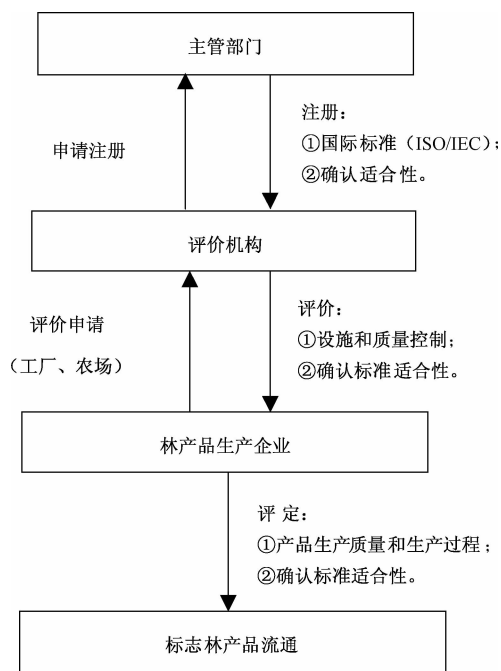 主管部门
申请注册
注册：
①国际标准（ISO/IEC）；
②确认适合性。
评价机构
评价申请
（工厂、农场）
评价：
①设施和质量控制；
②确认标准适合性。
林产品生产企业
评 定：
①产品生产质量和生产过程；
②确认标准适合性。
标志林产品流通